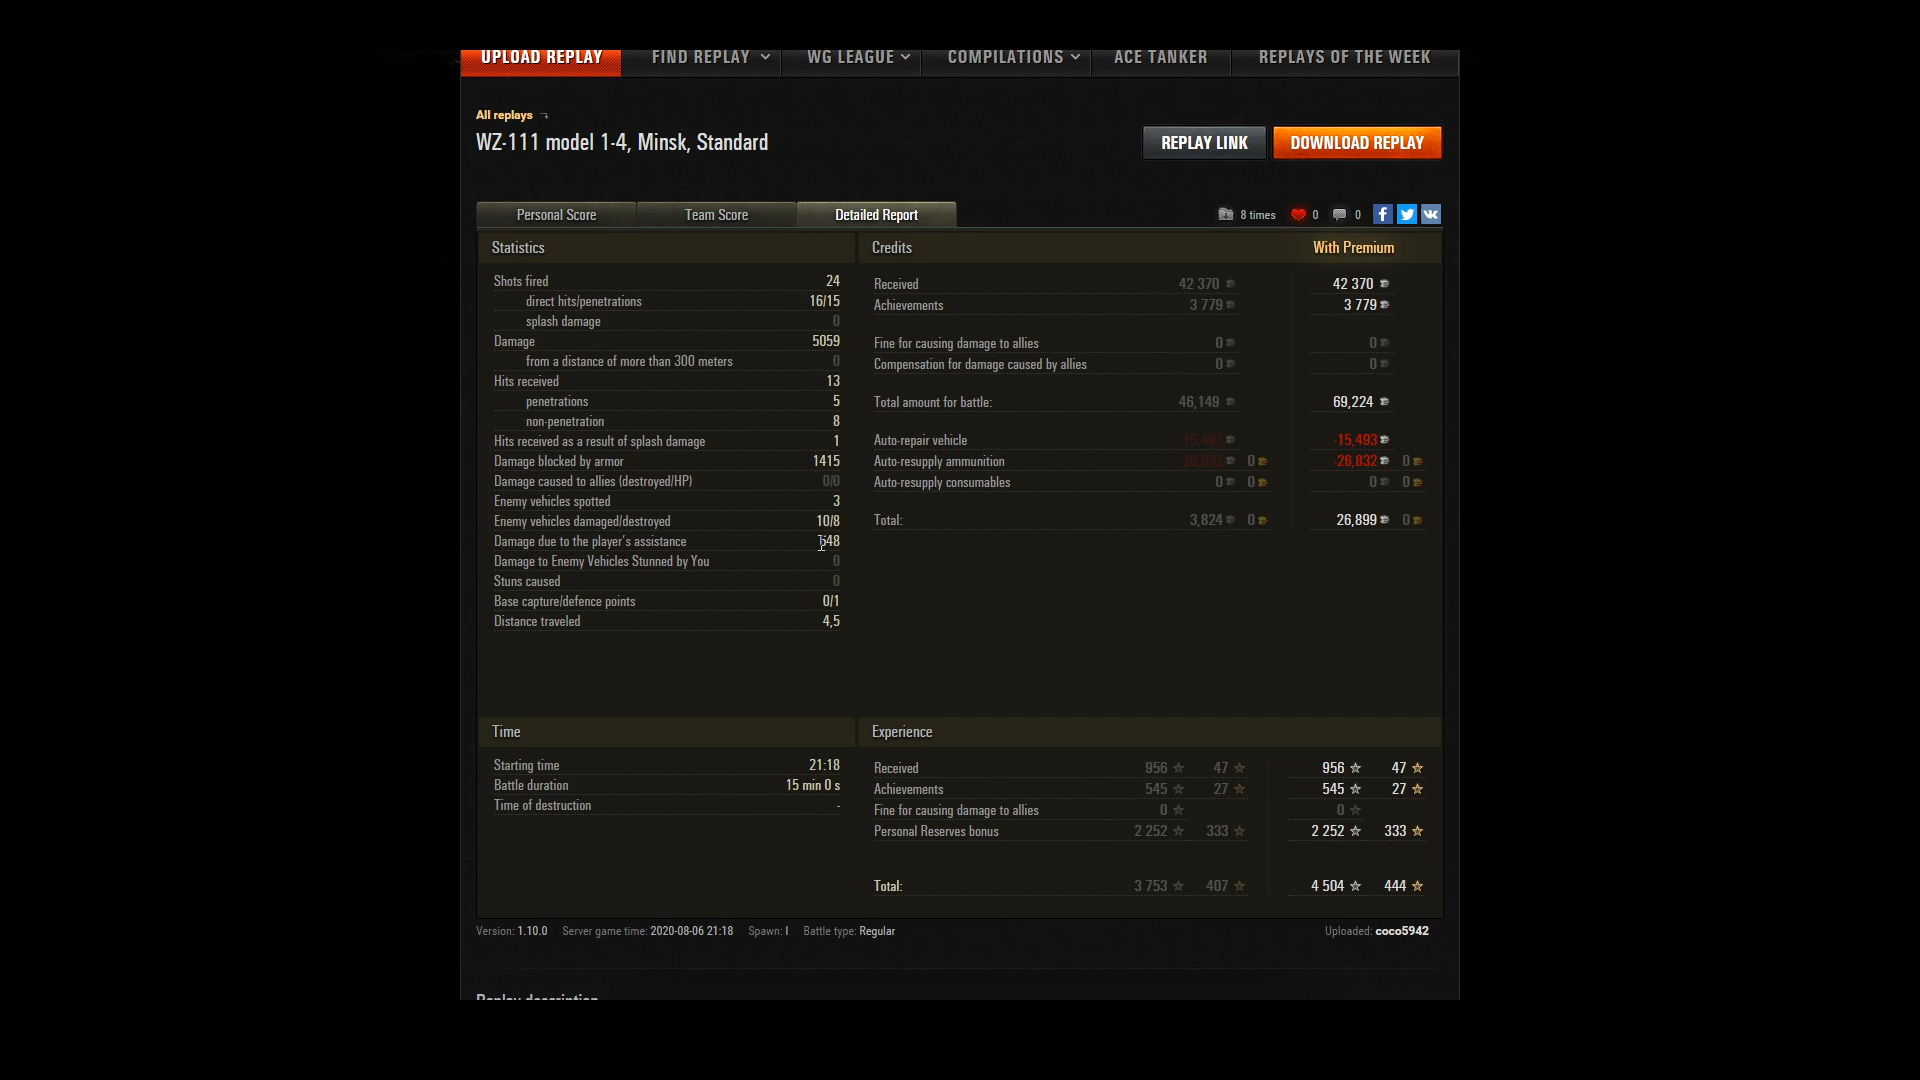 UPLOAD REPLAY FIND REPLAY WG LEAGUE COMPILATIONS ACE TANKER REPLAYS OF THE WEEK
All replays
WZ-111 model 1-4, Minsk, Standard
REPLAY LINK DOWNLOAD REPLAY
Personal Score Team Score Detailed Report 8 times 0 0
Statistics
Shots fired 24
direct hits/penetrations 16/15
splash damage 0
Damage 5059
from a distance of more than 300 meters 0
Hits received 13
penetrations 5
non-penetration 8
Hits received as a result of splash damage 1
Damage blocked by armor 1415
Damage caused to allies (destroyed/HP) 0/0
Enemy vehicles spotted 3
Enemy vehicles damaged/destroyed 10/8
Damage due to the player's assistance 648
Damage to Enemy Vehicles Stunned by You 0
Stuns caused 0
Base capture/defence points 0/1
Distance traveled 4,5
Credits With Premium
Received 42 370 42 370
Achievements 3 779 3 779
Fine for causing damage to allies 0 0
Compensation for damage caused by allies 0 0
Total amount for battle: 46,149 69,224
Auto-repair vehicle 15,493 -15,493
Auto-resupply ammunition 26,832 0 -26,832 0
Auto-resupply consumables 0 0 0 0
Total: 3,824 0 26,899 0
Time
Starting time 21:18
Battle duration 15 min 0 s
Time of destruction -
Experience
Received 956 47 956 47
Achievements 545 27 545 27
Fine for causing damage to allies 0 0
Personal Reserves bonus 2 252 333 2 252 333
Total: 3 753 407 4 504 444
Version: 1.10.0 Server game time: 2020-08-06 21:18 Spawn: I Battle type: Regular Uploaded: coco5942
Replay description